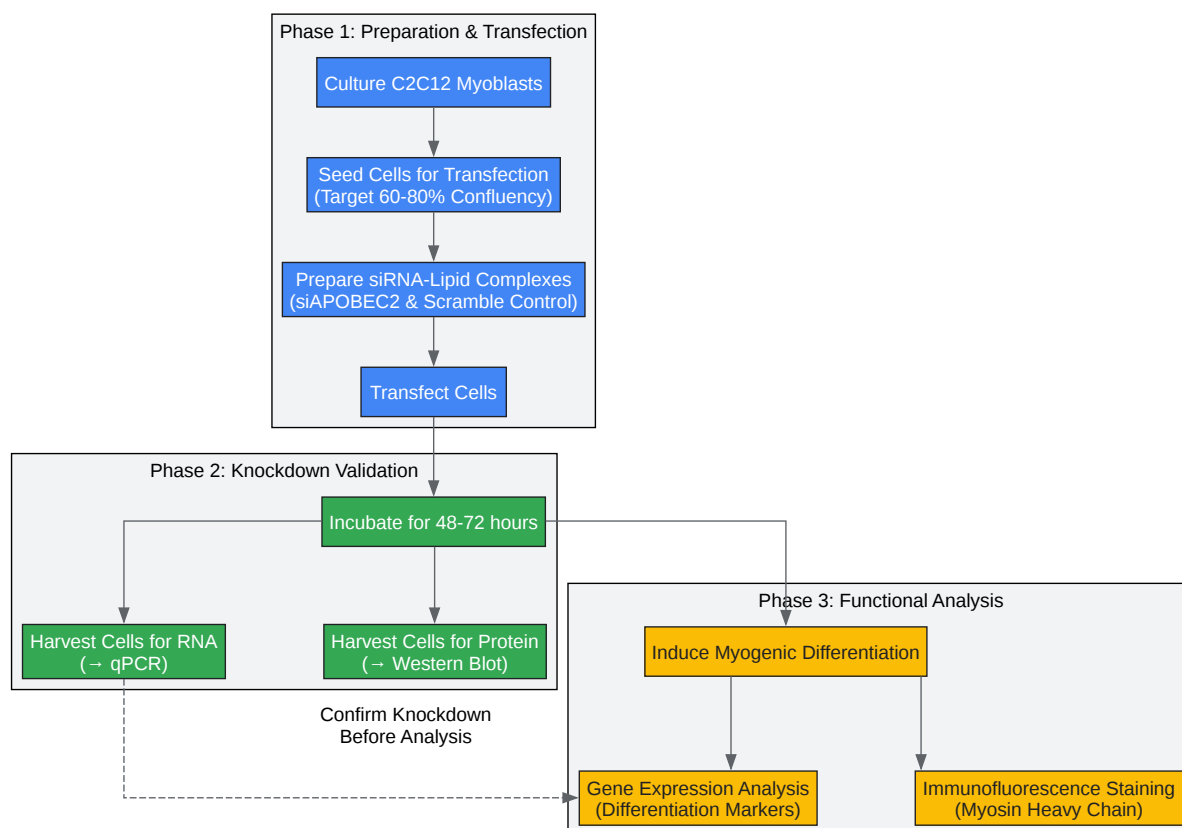 Phase 1: Preparation & Transfection
Culture C2C12 Myoblasts
Seed Cells for Transfection
(Target 60-80% Confluency)
Prepare siRNA-Lipid Complexes
(siAPOBEC2 & Scramble Control)
Transfect Cells
Phase 2: Knockdown Validation
Incubate for 48-72 hours
Harvest Cells for RNA
(→ qPCR)
Harvest Cells for Protein
(→ Western Blot)
Confirm Knockdown
Before Analysis
Phase 3: Functional Analysis
Induce Myogenic Differentiation
Gene Expression Analysis
(Differentiation Markers)
Immunofluorescence Staining
(Myosin Heavy Chain)